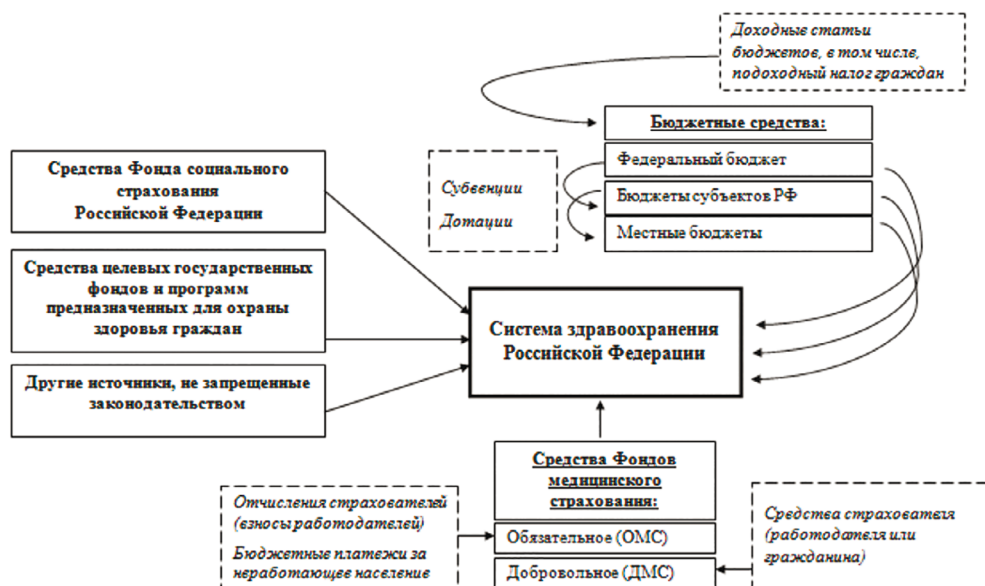 Доходные статьи
бюджетов, в том числе,
подоходный налог граждан
Бюджетные средства:
Федеральный бюджет
Бюджеты субъектов РФ
Местные бюджеты
Субвенции
Дотации
Средства Фонда социального
страхования
Российской Федерации
Средства целевых государственных
фондов и программ
предназначенных для охраны
здоровья граждан
Другие источники, не запрещенные
законодательством
Система здравоохранения
Российской Федерации
Средства Фондов
медицинского
страхования:
Обязательное (ОМС)
Добровольное (ДМС)
Отчисления страхователей
(взносы работодателей)
Бюджетные платежи за
неработающее население
Средства страхователя
(работодателя или
гражданина)